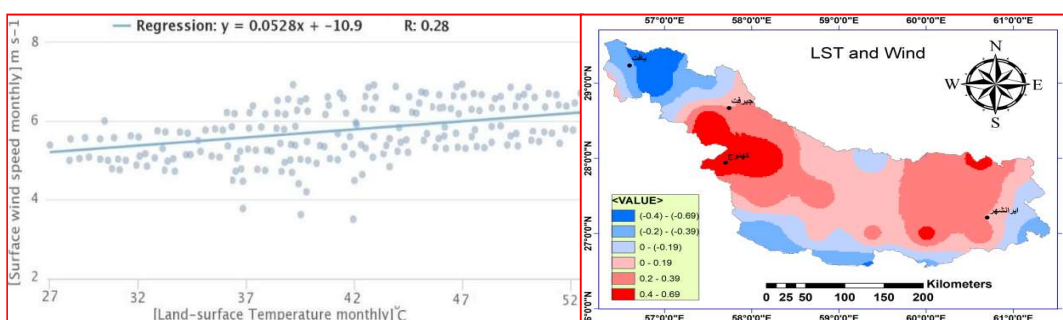 Regression: y = 0.0528x + -10.9 R: 0.28
[Surface wind speed monthly] m s-1
8
6
4
2
27 32 37 42 47 52
[Land-surface Temperature monthly]°C
57°0'0"E 58°0'0"E 59°0'0"E 60°0'0"E 61°0'0"E
LST and Wind
N
W E
S
29°0'0"N
28°0'0"N
27°0'0"N
بافت
جیرفت
کهنوج
ایرانشهر
<VALUE>
(-0.4) - (-0.69)
(-0.2) - (-0.39)
0 - (-0.19)
0 - 0.19
0.2 - 0.39
0.4 - 0.69
Kilometers
0 25 50 100 150 200
57°0'0"E 58°0'0"E 59°0'0"E 60°0'0"E 61°0'0"E